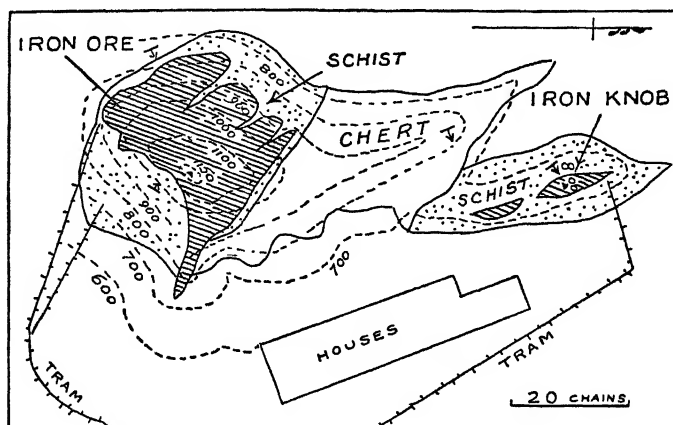 IRON ORE
SCHIST
IRON KNOB
CHERT
SCHIST
800
1000
1100
900
800
700
600
700
800
HOUSES
TRAM
TRAM
20 CHAINS